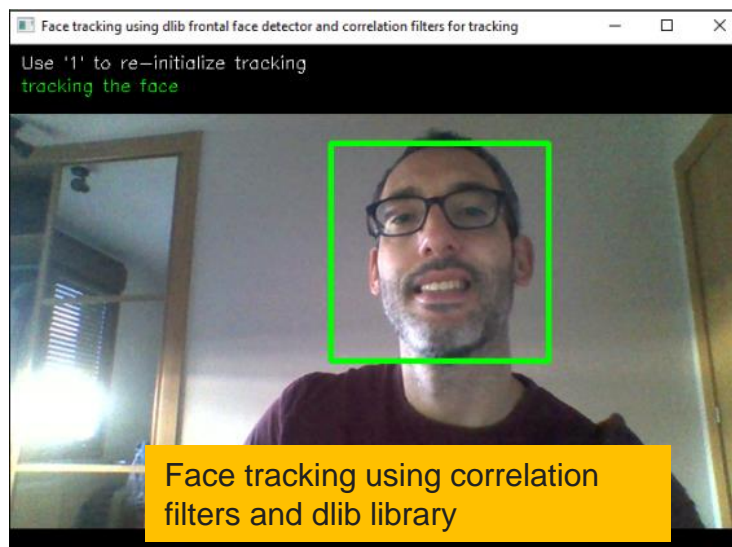 Face tracking using dlib frontal face detector and correlation filters for tracking
Use '1' to re-initialize tracking
tracking the face
Face tracking using correlation
filters and dlib library